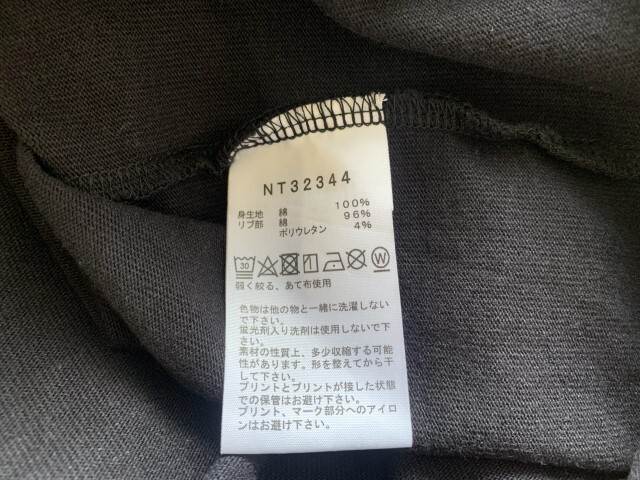 NT32344
身生地 綿 100%
リブ部 綿 96%
ポリウレタン 4%
30 W
弱く絞る、あて布使用
色物は他の物と一緒に洗濯しない
で下さい。
蛍光剤入り洗剤は使用しないで下
さい。
素材の性質上、多少収縮する可能
性があります。形を整えてから干
して下さい。
プリントとプリントが接した状態
での保管はお避け下さい。
プリント、マーク部分へのアイロ
ンはお避け下さい。